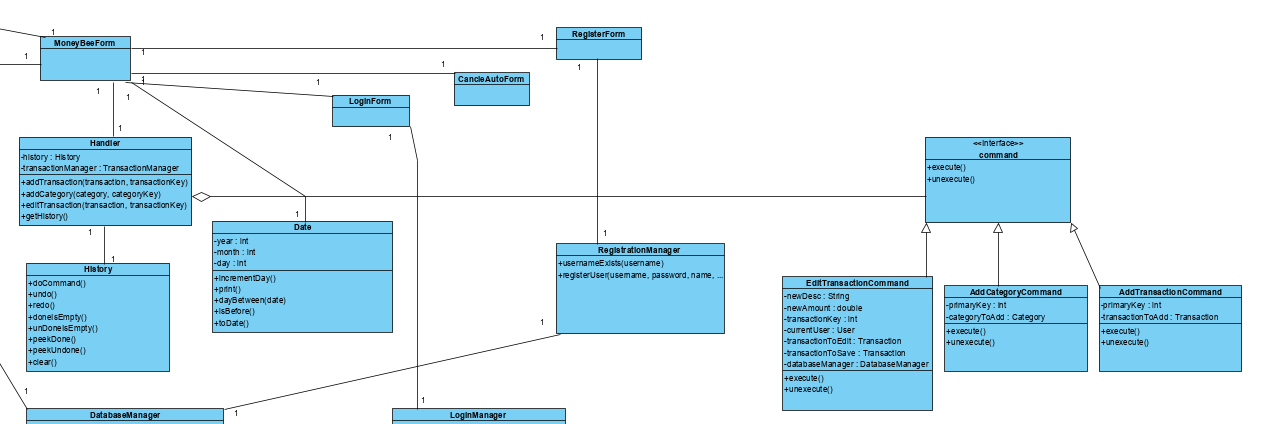 1
MoneyBeeForm
1
1
1
1
1
1
RegisterForm
1
1
1
CancleAutoForm
1
LogInForm
1
1
Handler
-history : History
-transactionManager : TransactionManager
+addTransaction(transaction, transactionKey)
+addCategory(category, categoryKey)
+editTransaction(transaction, transactionKey)
+getHistory()
1
1
History
+doCommand()
+undo()
+redo()
+doneIsEmpty()
+unDoneIsEmpty()
+peekDone()
+peekUndone()
+clear()
1
Date
-year : int
-month : int
-day : int
+incrementDay()
+print()
+dayBetween(date)
+isBefore()
+toDate()
1
RegistrationManager
+usernameExists(username)
+registerUser(username, password, name, ...
1
<<Interface>>
command
+execute()
+unexecute()
EditTransactionCommand
-newDesc : String
-newAmount : double
-transactionKey : int
-currentUser : User
-transactionToEdit : Transaction
-transactionToSave : Transaction
-databaseManager : DatabaseManager
+execute()
+unexecute()
AddCategoryCommand
-primaryKey : int
-categoryToAdd : Category
+execute()
+unexecute()
AddTransactionCommand
-primaryKey : int
-transactionToAdd : Transaction
+execute()
+unexecute()
1
DatabaseManager
1
1
LogInManager